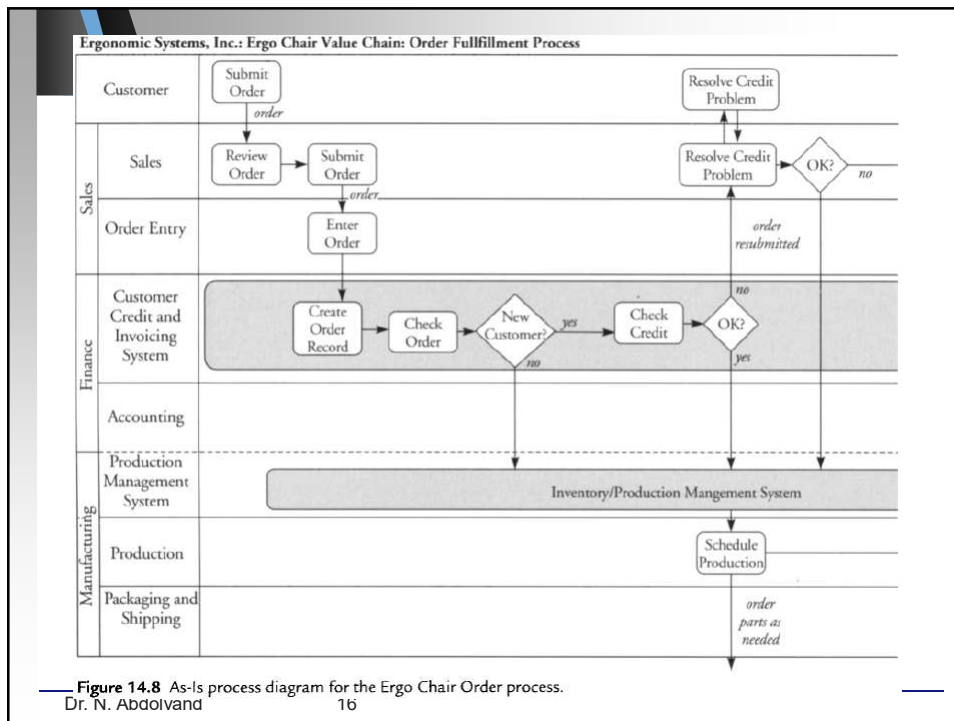 Ergonomic Systems, Inc.: Ergo Chair Value Chain: Order Fullfillment Process
Customer
Submit
Order
order
Resolve Credit
Problem
Sales
Sales
Review
Order
Submit
Order
order
Resolve Credit
Problem
OK?
no
Order Entry
Enter
Order
order
resubmitted
Finance
Customer
Credit and
Invoicing
System
Create
Order
Record
Check
Order
New
Customer?
yes
no
Check
Credit
OK?
no
yes
Accounting
Manufacturing
Production
Management
System
Inventory/Production Mangement System
Production
Schedule
Production
Packaging and
Shipping
order
parts as
needed
Figure 14.8 As-Is process diagram for the Ergo Chair Order process.
Dr. N. Abdolvand 16